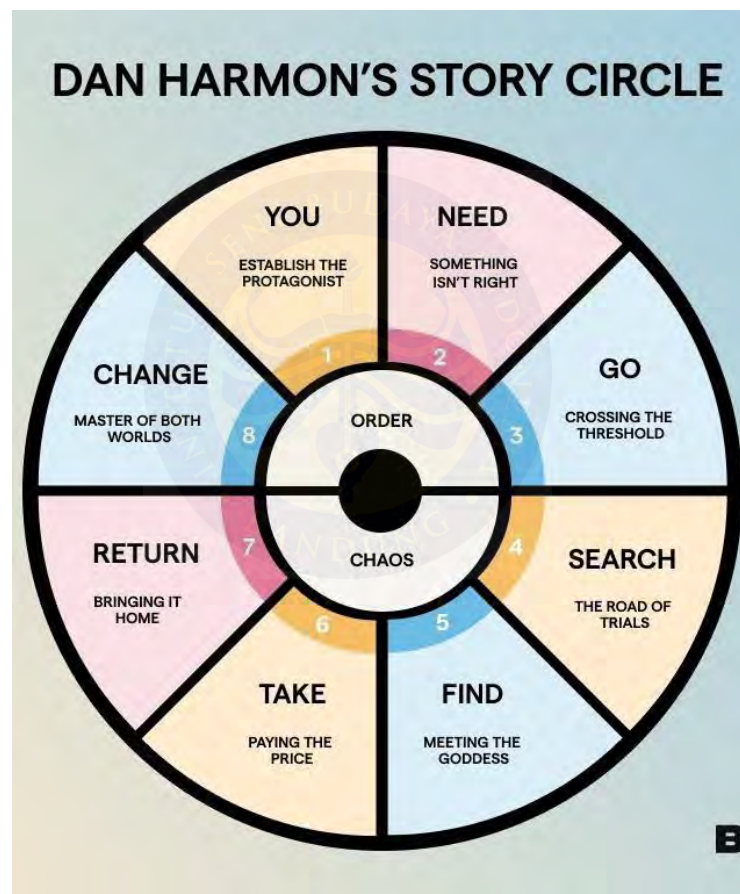 DAN HARMON'S STORY CIRCLE
YOU
ESTABLISH THE
PROTAGONIST
1
NEED
SOMETHING
ISN'T RIGHT
2
GO
CROSSING THE
THRESHOLD
3
SEARCH
THE ROAD OF
TRIALS
4
FIND
MEETING THE
GODDESS
5
TAKE
PAYING THE
PRICE
6
RETURN
BRINGING IT
HOME
7
CHANGE
MASTER OF BOTH
WORLDS
8
ORDER
CHAOS
B